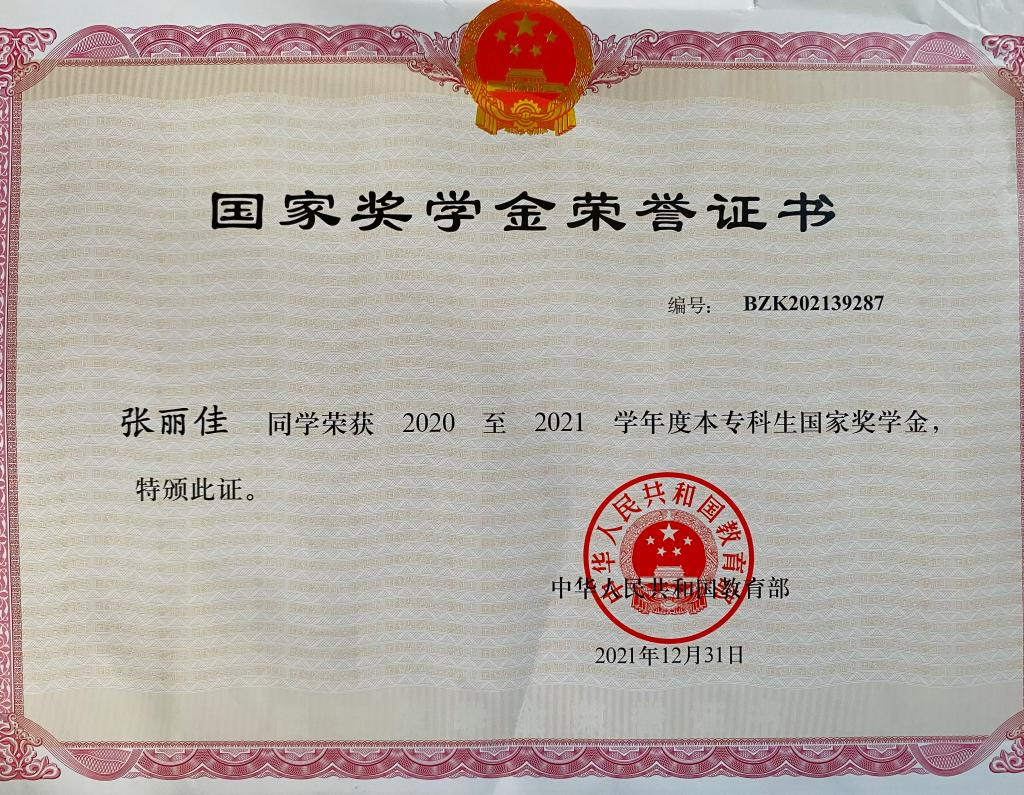 国家奖学金荣誉证书
编号： BZK202139287
张丽佳 同学荣获 2020 至 2021 学年度本专科生国家奖学金，
特颁此证。
中华人民共和国教育部
中华人民共和国教育部
2021年12月31日